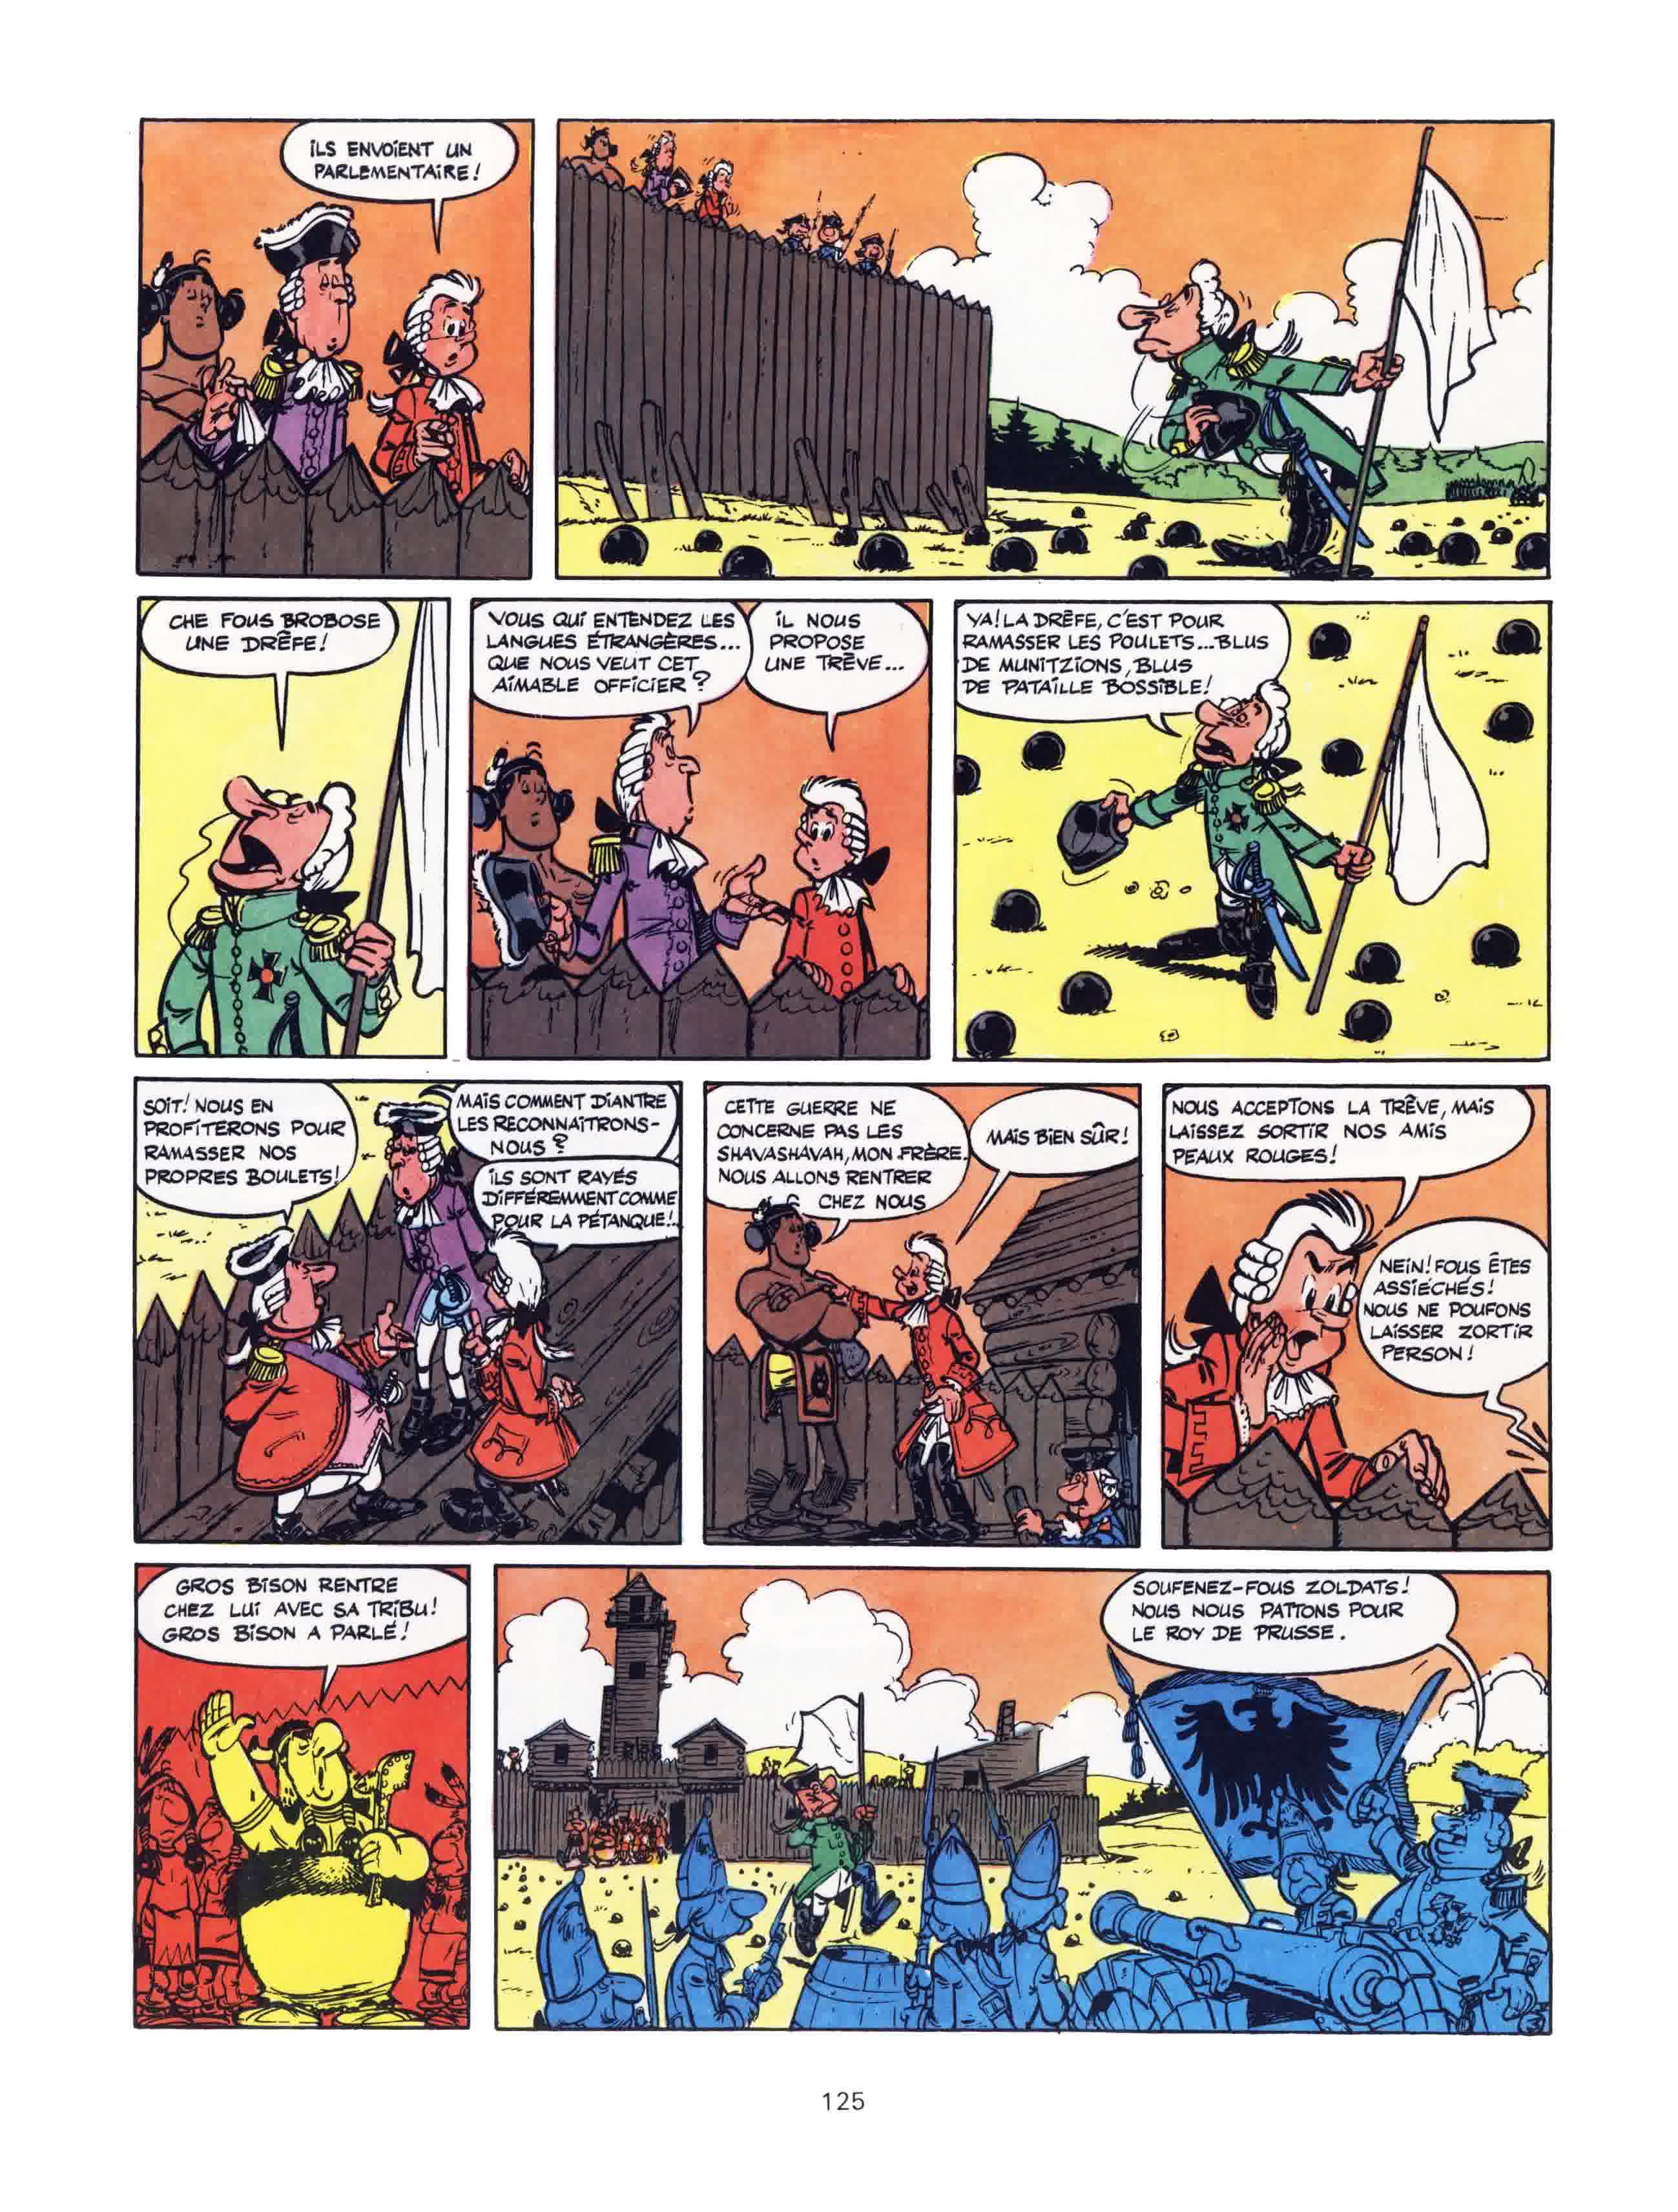 ILS ENVOIENT UN
PARLEMENTAIRE!
CHE FOUS BROBOSE
UNE DRÊFE!
VOUS QUI ENTENDEZ LES
LANGUES ÉTRANGÈRES...
QUE NOUS VEUT CET
AIMABLE OFFICIER?
IL NOUS
PROPOSE
UNE TRÊVE...
YA! LA DRÊFE, C'EST POUR
RAMASSER LES POULETS... BLUS
DE MUNITZIONS, BLUS
DE PATAILLE BOSSIBLE!
SOIT! NOUS EN
PROFITERONS POUR
RAMASSER NOS
PROPRES BOULETS!
MAIS COMMENT DIANTRE
LES RECONNAÎTRONS-
NOUS?
ILS SONT RAYÉS
DIFFÉREMMENT COMME
POUR LA PÉTANQUE!
CETTE GUERRE NE
CONCERNE PAS LES
SHAVASHAVAH, MON FRÈRE.
NOUS ALLONS RENTRER
CHEZ NOUS
MAIS BIEN SÛR!
NOUS ACCEPTONS LA TRÊVE, MAIS
LAISSEZ SORTIR NOS AMIS
PEAUX ROUGES!
NEIN! FOUS ÊTES
ASSIÉCHÉS!
NOUS NE POUFONS
LAISSER ZORTIR
PERSON!
GROS BISON RENTRE
CHEZ LUI AVEC SA TRIBU!
GROS BISON A PARLÉ!
SOUFENEZ-FOUS ZOLDATS!
NOUS NOUS PATTONS POUR
LE ROY DE PRUSSE.
3
125